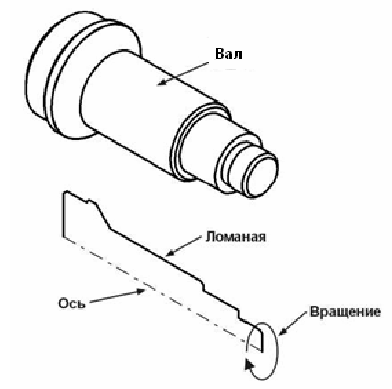 Вал
Ломаная
Ось
Вращение